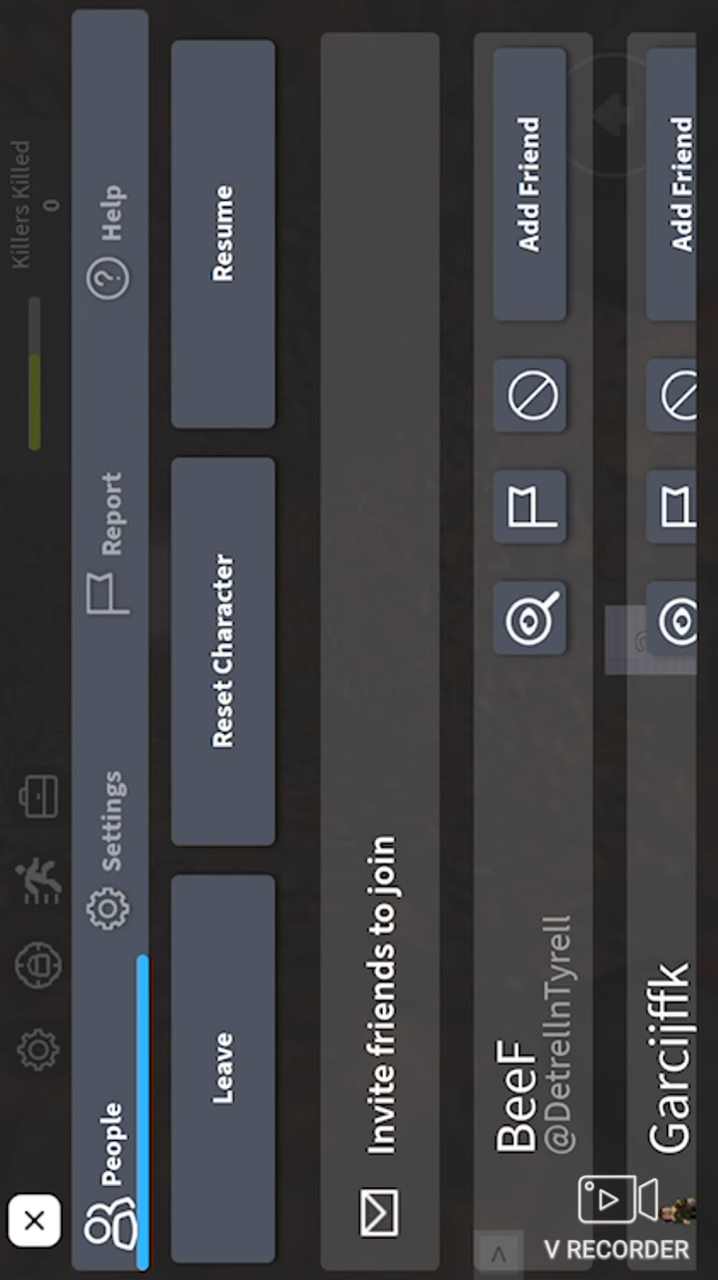 Killers Killed
0
People
Settings
Report
Help
Leave
Reset Character
Resume
Invite friends to join
BeeF
@DetrellnTyrell
Add Friend
Garcijffk
Add Friend
V RECORDER